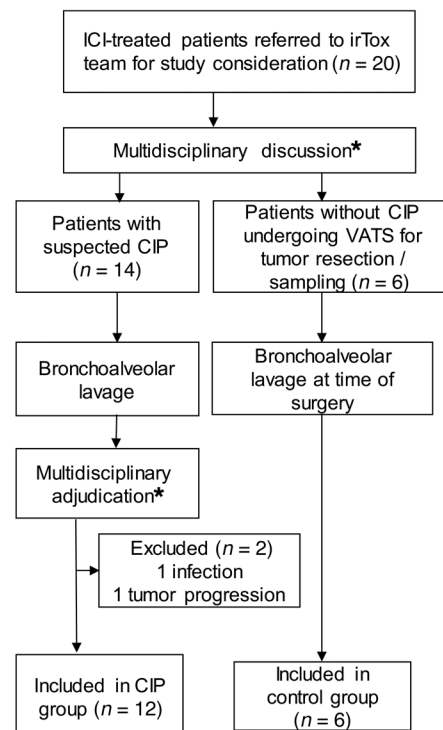 ICI-treated patients referred to irTox
team for study consideration (n = 20)
Multidisciplinary discussion*
Patients with
suspected CIP
(n = 14)
Patients without CIP
undergoing VATS for
tumor resection /
sampling (n = 6)
Bronchoalveolar
lavage
Bronchoalveolar
lavage at time of
surgery
Multidisciplinary
adjudication*
Excluded (n = 2)
1 infection
1 tumor progression
Included in CIP
group (n = 12)
Included in
control group
(n = 6)